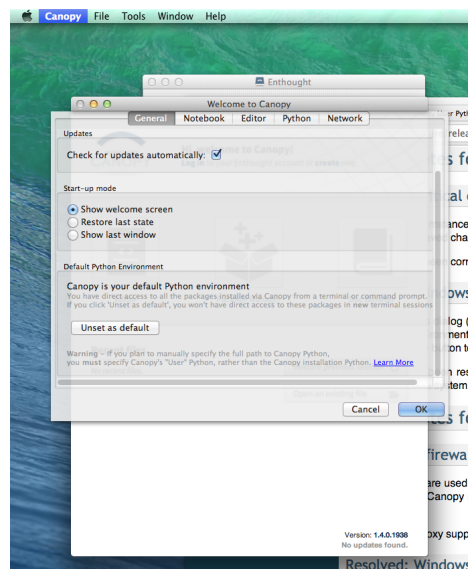 Canopy File Tools Window Help
Enthought
Welcome to Canopy
General Notebook Editor Python Network
Updates
Check for updates automatically:
Start-up mode
Show welcome screen
Restore last state
Show last window
Default Python Environment
Canopy is your default Python environment
You have direct access to all the packages installed via Canopy from a terminal or command prompt.
If you click 'Unset as default', you won't have direct access to these packages in new terminal sessions
Unset as default
Warning - If you plan to manually specify the full path to Canopy Python,
you must specify Canopy's "User" Python, rather than the Canopy installation Python. Learn More
Cancel OK
Version: 1.4.0.1938
No updates found.
are used
Canopy
Resolved: Windows